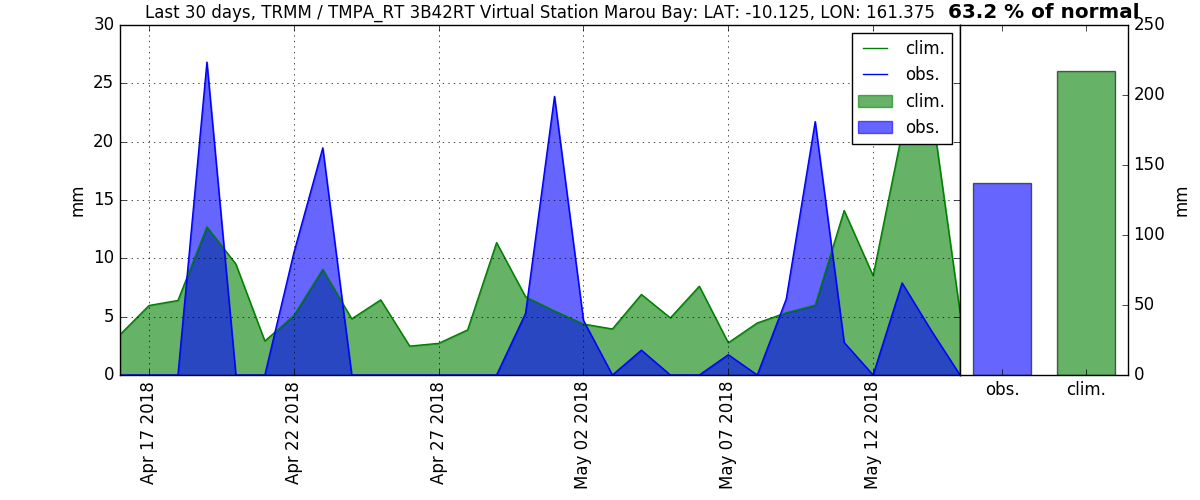 Last 30 days, TRMM / TMPA_RT 3B42RT Virtual Station Marou Bay: LAT: -10.125, LON: 161.375 63.2 % of normal
30
25
20
15
10
5
0
mm
clim.
obs.
clim.
obs.
250
200
150
100
50
0
mm
Apr 17 2018
Apr 22 2018
Apr 27 2018
May 02 2018
May 07 2018
May 12 2018
obs.
clim.